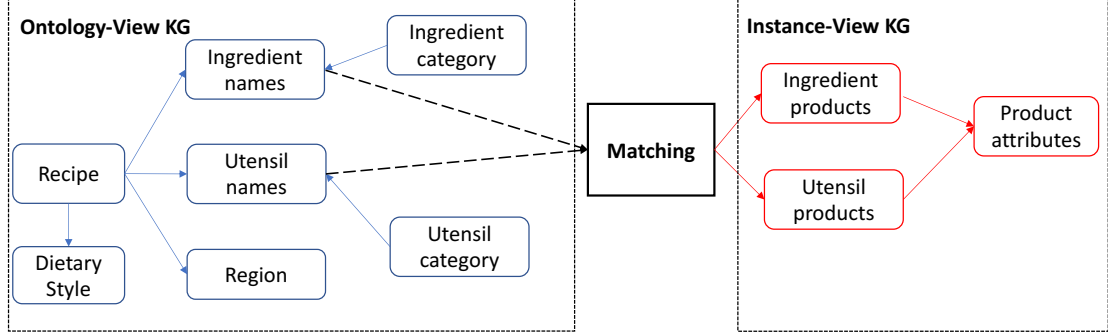 Ontology-View KG
Ingredient
names
Ingredient
category
Recipe
Utensil
names
Utensil
category
Dietary
Style
Region
Matching
Instance-View KG
Ingredient
products
Product
attributes
Utensil
products